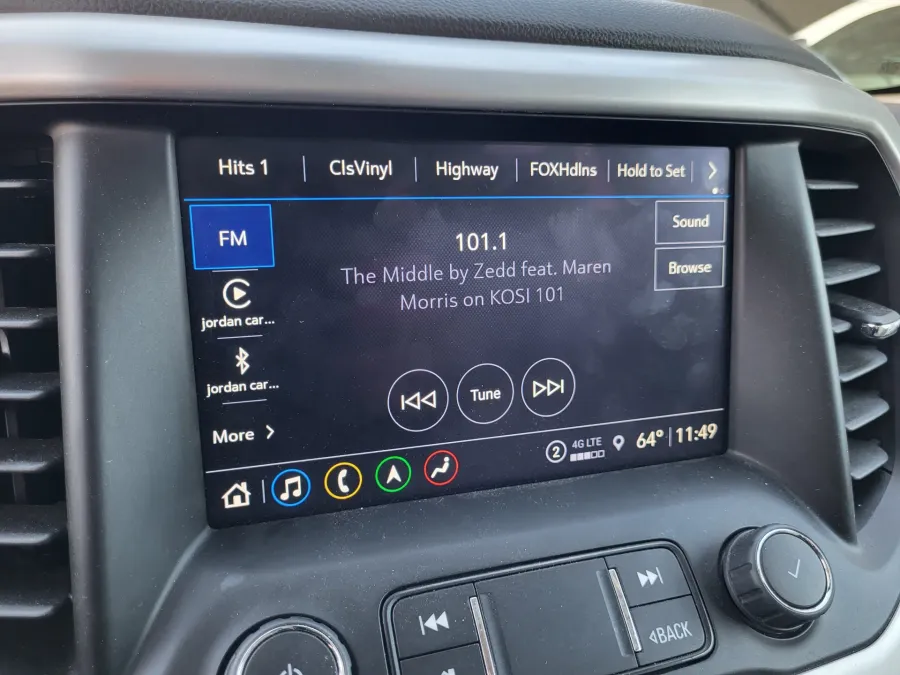 Hits 1
ClsVinyl
Highway
FOXHdlns
Hold to Set
FM
101.1
Sound
The Middle by Zedd feat. Maren
Morris on KOSI 101
Browse
jordan car...
jordan car...
Tune
More
2
4G LTE
64°
11:49
BACK